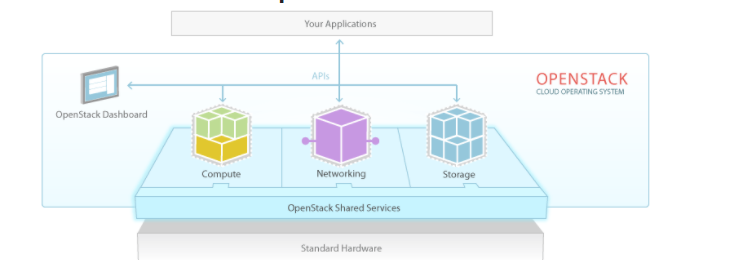 Your Applications
APIs
OPENSTACK
CLOUD OPERATING SYSTEM
OpenStack Dashboard
Compute
Networking
Storage
OpenStack Shared Services
Standard Hardware